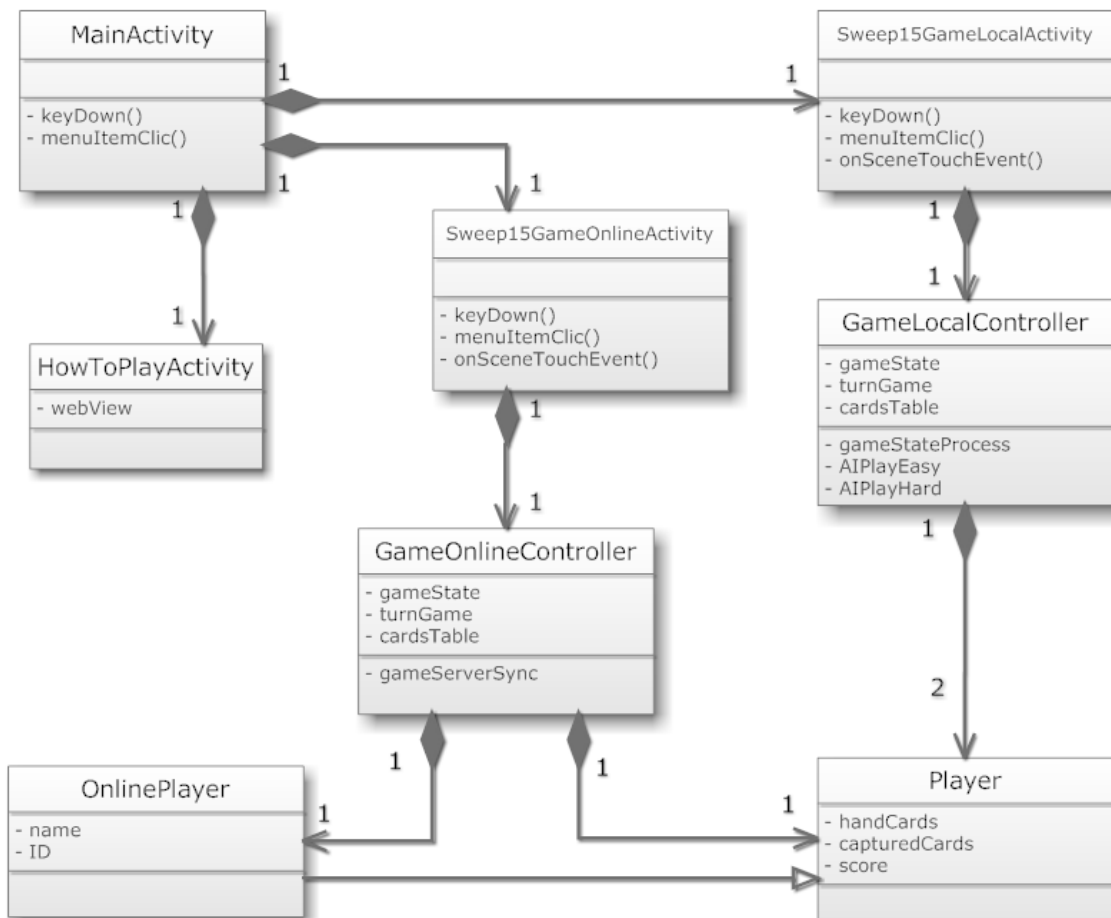 MainActivity
- keyDown()
- menuItemClic()
1
1
1
1
Sweep15GameLocalActivity
- keyDown()
- menuItemClic()
- onSceneTouchEvent()
1
1
Sweep15GameOnlineActivity
- keyDown()
- menuItemClic()
- onSceneTouchEvent()
1
HowToPlayActivity
- webView
1
1
GameLocalController
- gameState
- turnGame
- cardsTable
- gameStateProcess
- AIPlayEasy
- AIPlayHard
1
1
GameOnlineController
- gameState
- turnGame
- cardsTable
- gameServerSync
1
2
1
1
OnlinePlayer
- name
- ID
1
1
Player
- handCards
- capturedCards
- score